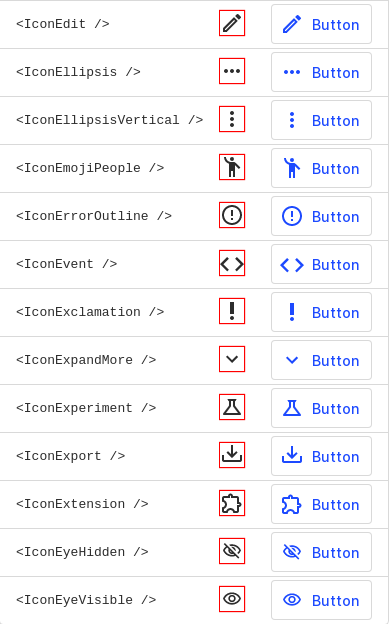 <IconEdit /> Button
<IconEllipsis /> Button
<IconEllipsisVertical /> Button
<IconEmojiPeople /> Button
<IconErrorOutline /> Button
<IconEvent /> Button
<IconExclamation /> Button
<IconExpandMore /> Button
<IconExperiment /> Button
<IconExport /> Button
<IconExtension /> Button
<IconEyeHidden /> Button
<IconEyeVisible /> Button